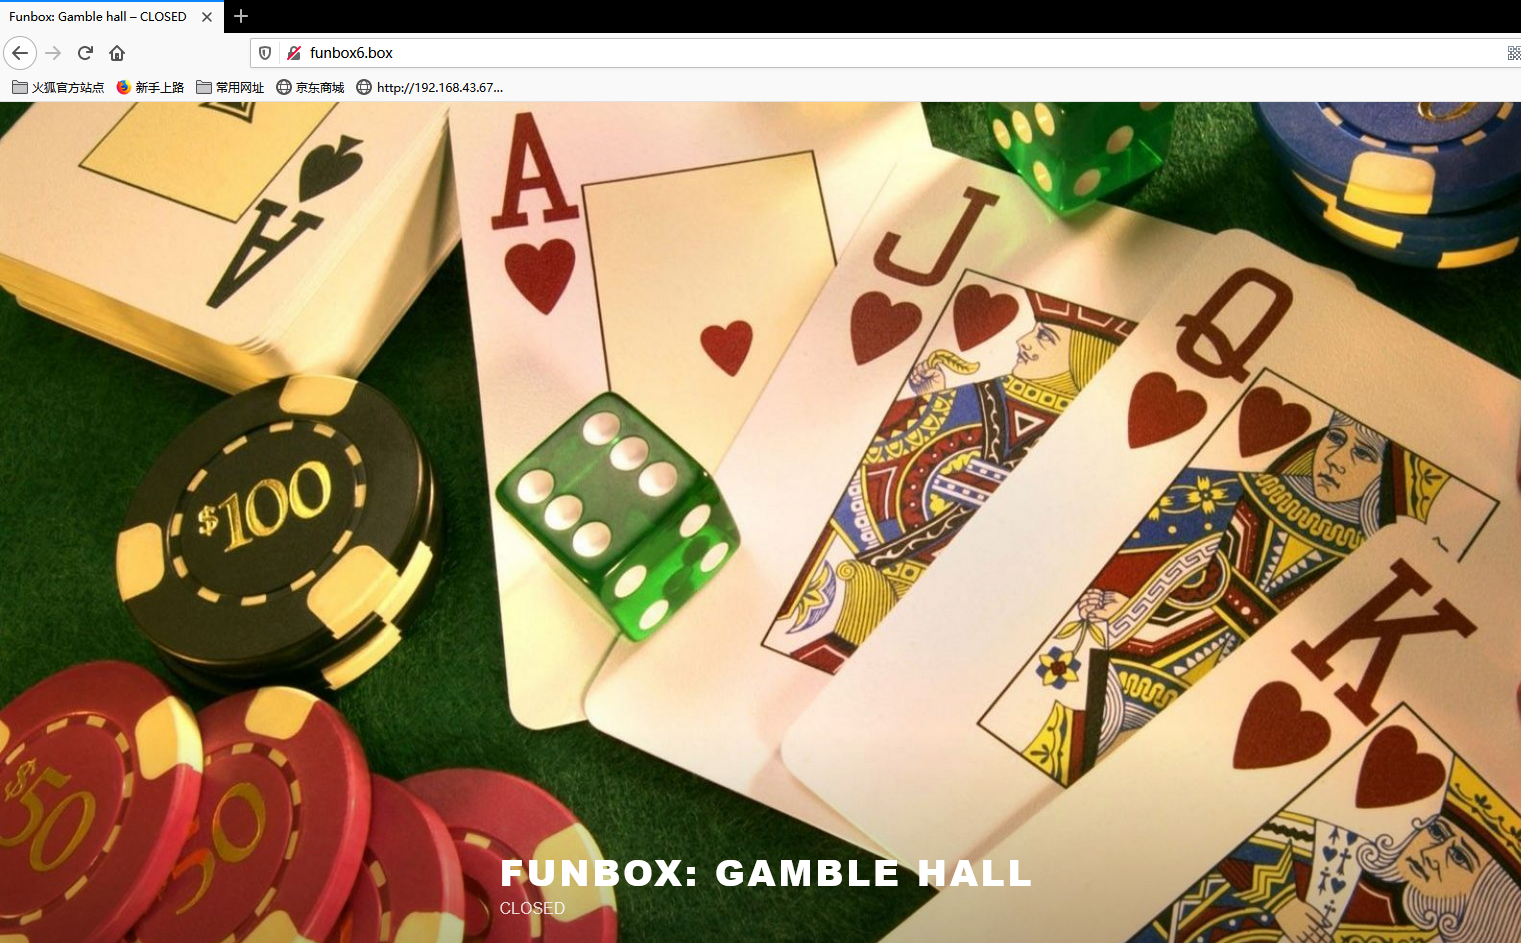 Funbox: Gamble hall – CLOSED
funbox6.box
火狐官方站点 新手上路 常用网址 京东商城 http://192.168.43.67...
A
A
J
Q
K
$100
$50
50
FUNBOX: GAMBLE HALL
CLOSED